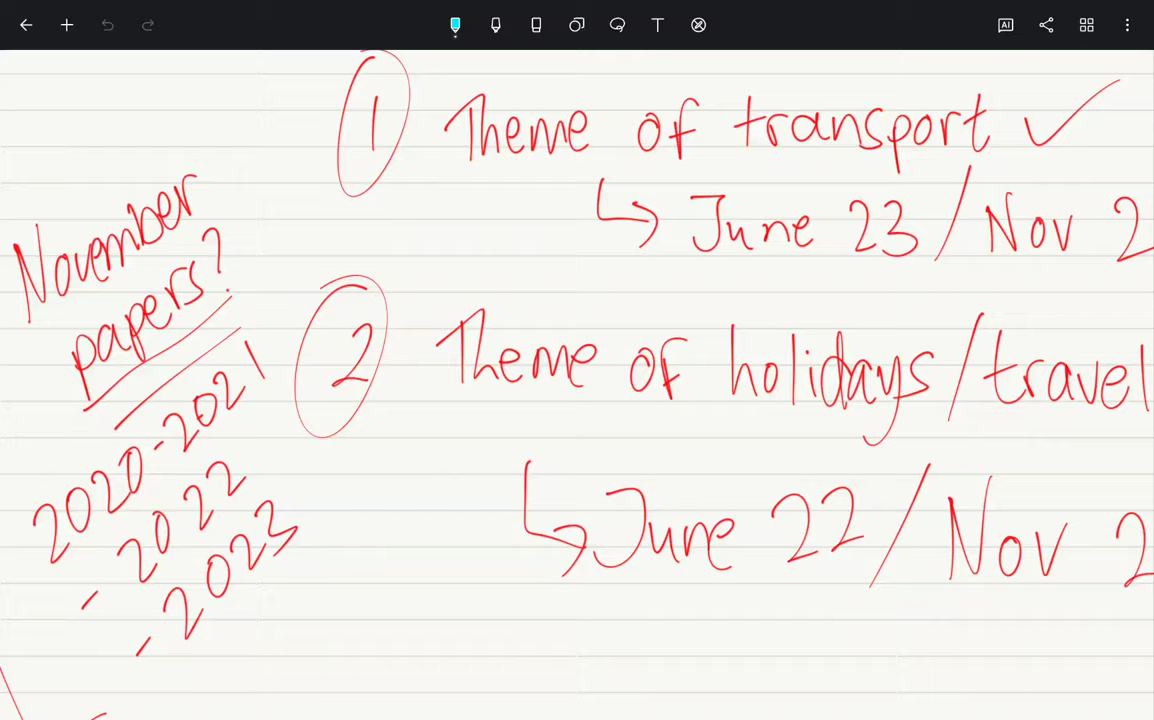 AI
T
1 Theme of transport ✓
↳ June 23 / Nov 2
November
papers?
2020-2021
- 2022
- 2023
2 Theme of holidays/travel
↳ June 22 / Nov 2